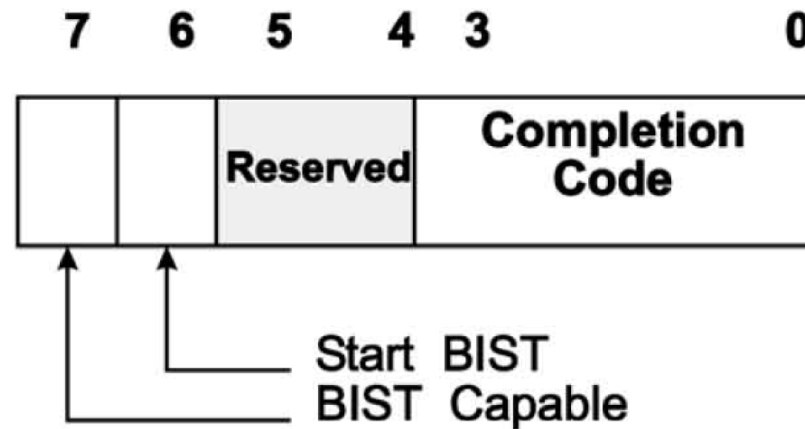 7 6 5 4 3 0
Completion
Reserved
Code
Start BIST
BIST Capable